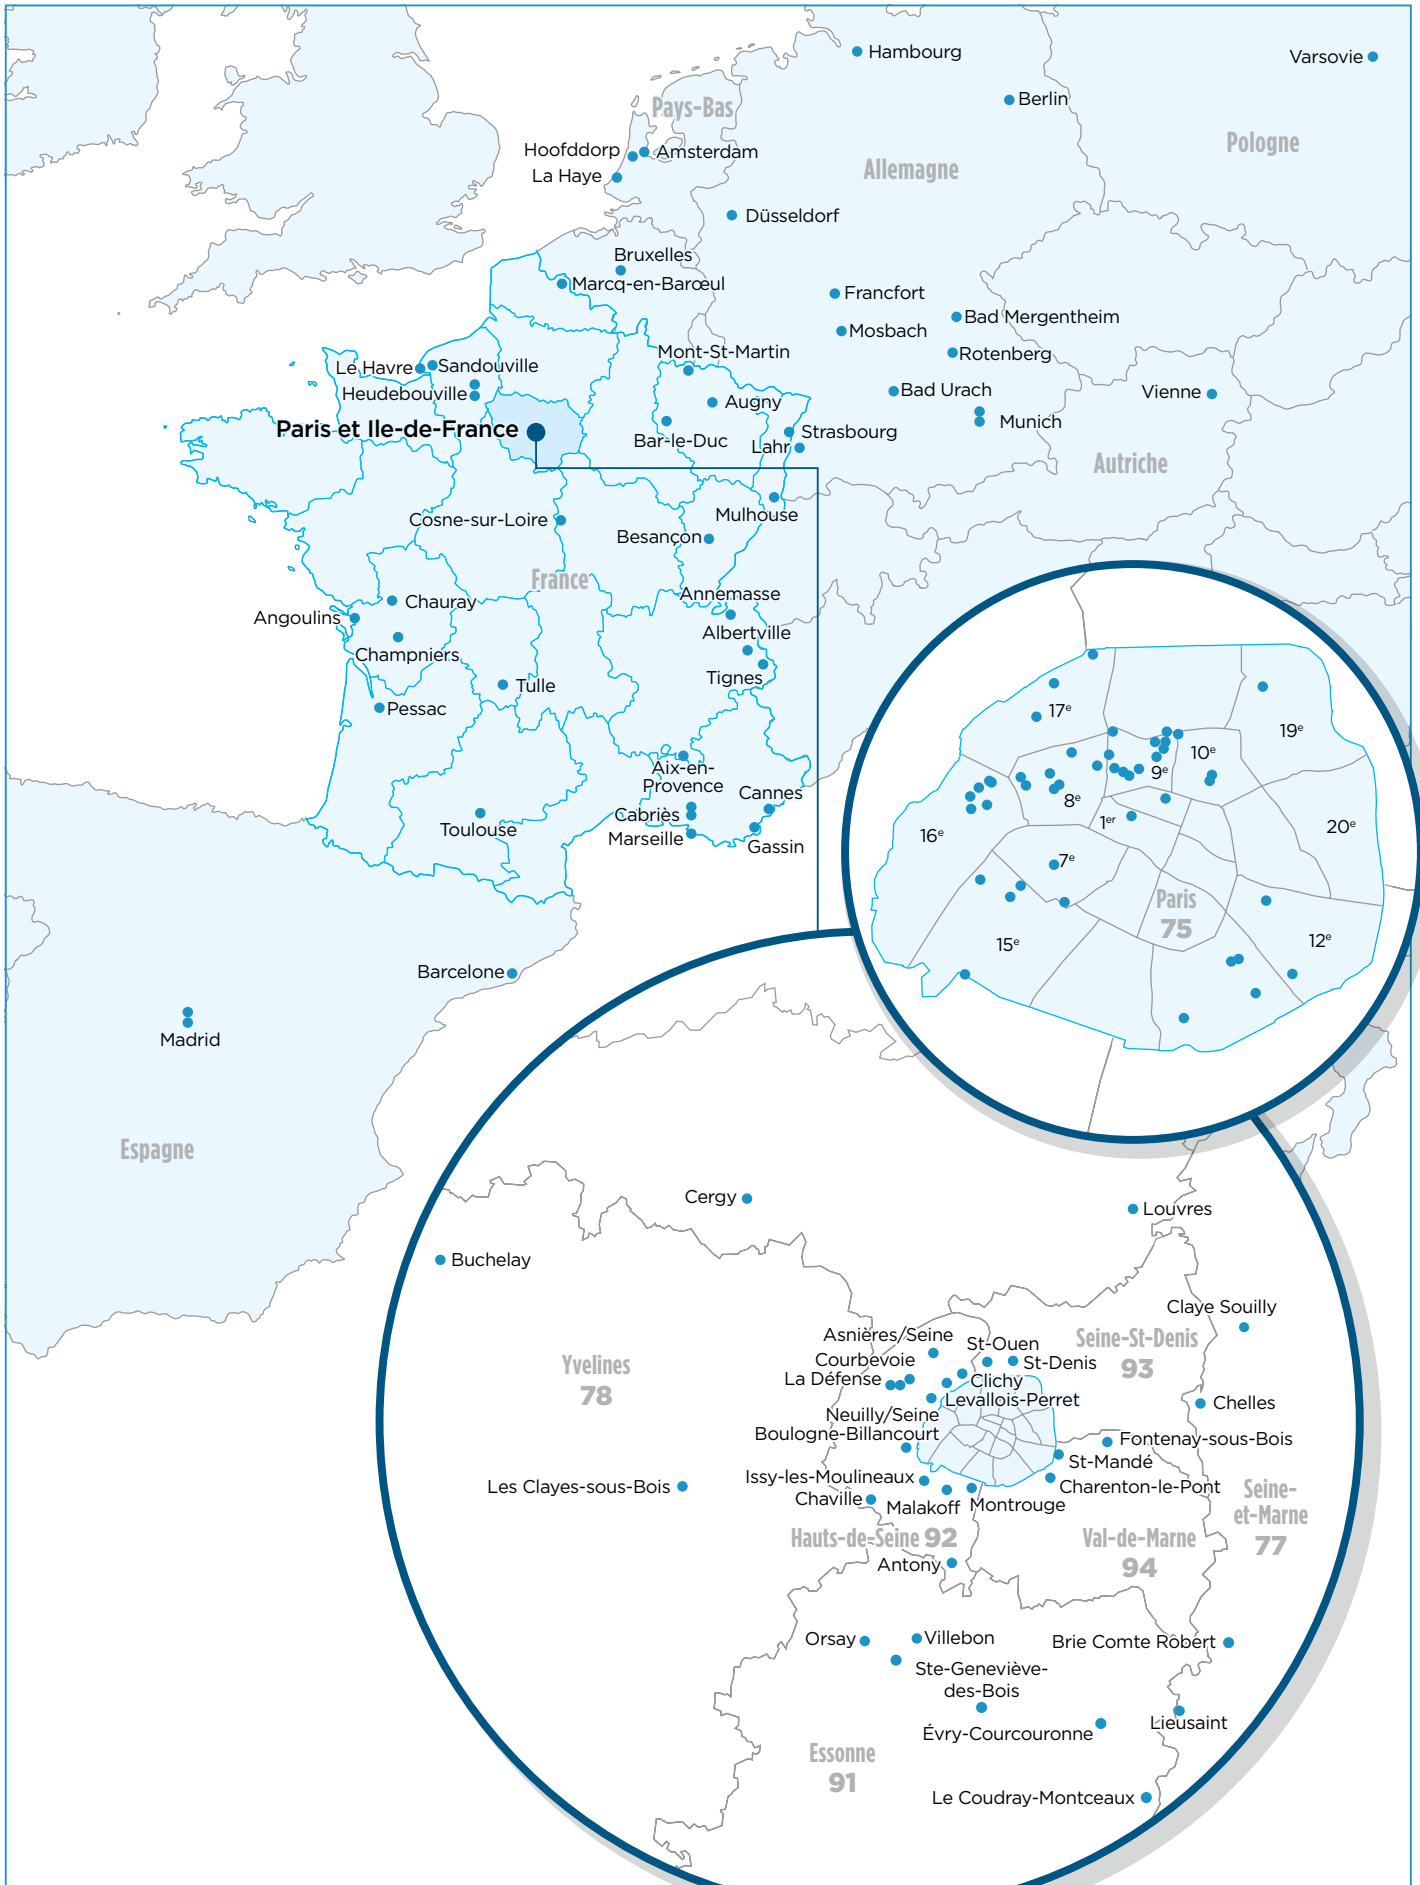 Hambourg
Varsovie
Berlin
Pays-Bas
Pologne
Hoofddorp
Amsterdam
Allemagne
La Haye
Düsseldorf
Bruxelles
Marcq-en-Barœul
Francfort
Bad Mergentheim
Mosbach
Mont-St-Martin
Rotenberg
Le Havre
Sandouville
Heudebouville
Bad Urach
Vienne
Augny
Munich
Paris et Ile-de-France
Bar-le-Duc
Strasbourg
Lahr
Autriche
Cosne-sur-Loire
Mulhouse
Besançon
France
Annemasse
Chauray
Angoulins
Albertville
Champniers
Tignes
Tulle
Pessac
17e
19e
10e
Aix-en-
Provence
9e
Cannes
8e
Cabriès
1er
Toulouse
Marseille
Gassin
16e
20e
7e
Paris
75
15e
12e
Barcelone
Madrid
Espagne
Cergy
Louvres
Buchelay
Claye Souilly
Asnières/Seine
St-Ouen
Seine-St-Denis
93
Courbevoie
St-Denis
Yvelines
78
La Défense
Clichy
Levallois-Perret
Chelles
Neuilly/Seine
Boulogne-Billancourt
Fontenay-sous-Bois
St-Mandé
Issy-les-Moulineaux
Charenton-le-Pont
Les Clayes-sous-Bois
Seine-
et-Marne
77
Chaville
Malakoff
Montrouge
Hauts-de-Seine 92
Val-de-Marne
94
Antony
Orsay
Villebon
Brie Comte Robert
Ste-Geneviève-
des-Bois
Lieusaint
Évry-Courcouronne
Essonne
91
Le Coudray-Montceaux